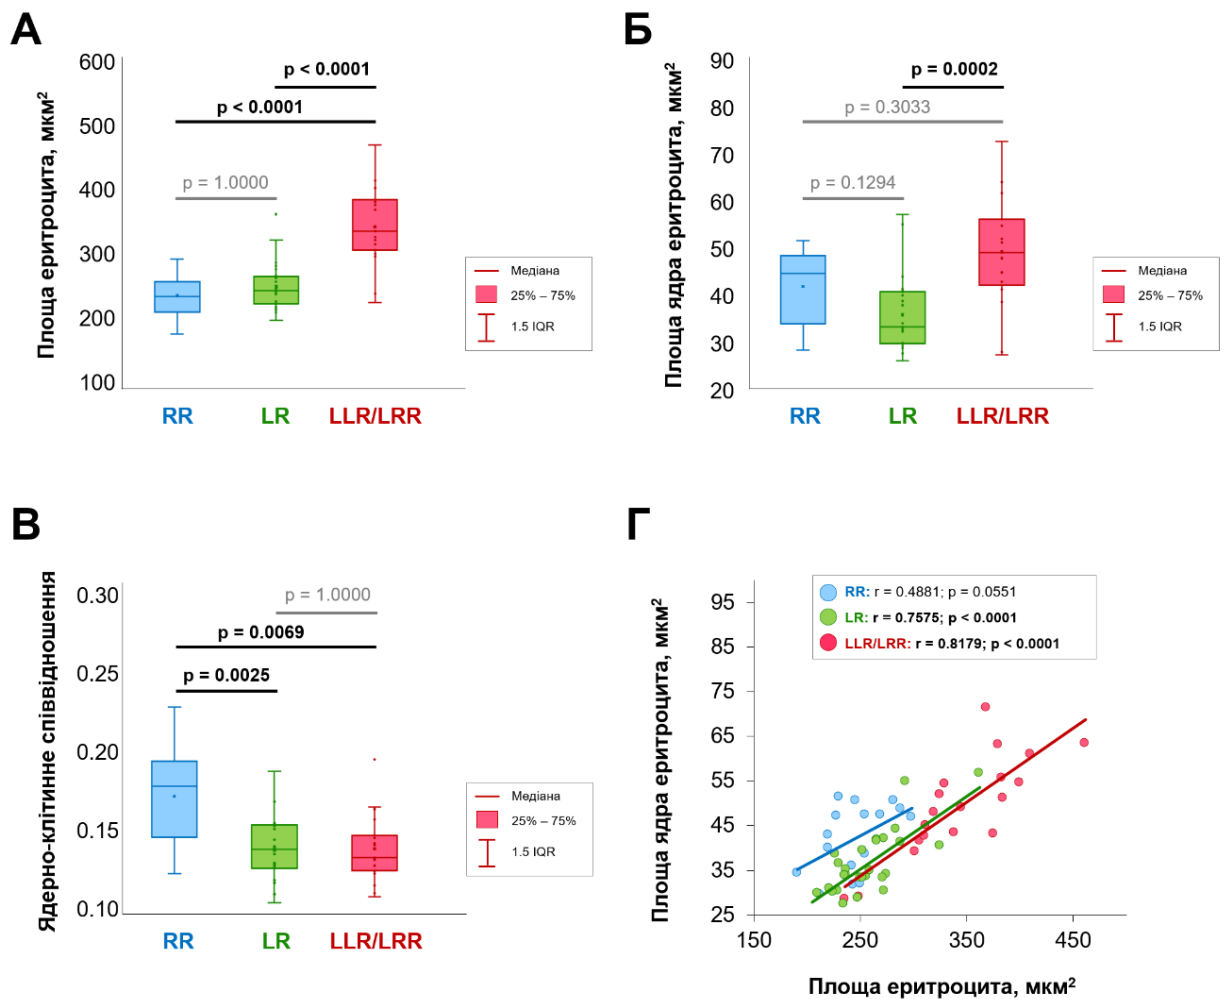 А
Площа еритроцита, мкм²
600
500
400
300
200
100
p < 0.0001
p < 0.0001
p = 1.0000
Медіана
25% – 75%
1.5 IQR
RR
LR
LLR/LRR
Б
Площа ядра еритроцита, мкм²
90
80
70
60
50
40
30
20
p = 0.0002
p = 0.3033
p = 0.1294
Медіана
25% – 75%
1.5 IQR
RR
LR
LLR/LRR
В
Ядерно-клітинне співвідношення
0.30
0.25
0.20
0.15
0.10
p = 1.0000
p = 0.0069
p = 0.0025
Медіана
25% – 75%
1.5 IQR
RR
LR
LLR/LRR
Г
Площа ядра еритроцита, мкм²
95
85
75
65
55
45
35
25
RR: r = 0.4881; p = 0.0551
LR: r = 0.7575; p < 0.0001
LLR/LRR: r = 0.8179; p < 0.0001
150
250
350
450
Площа еритроцита, мкм²